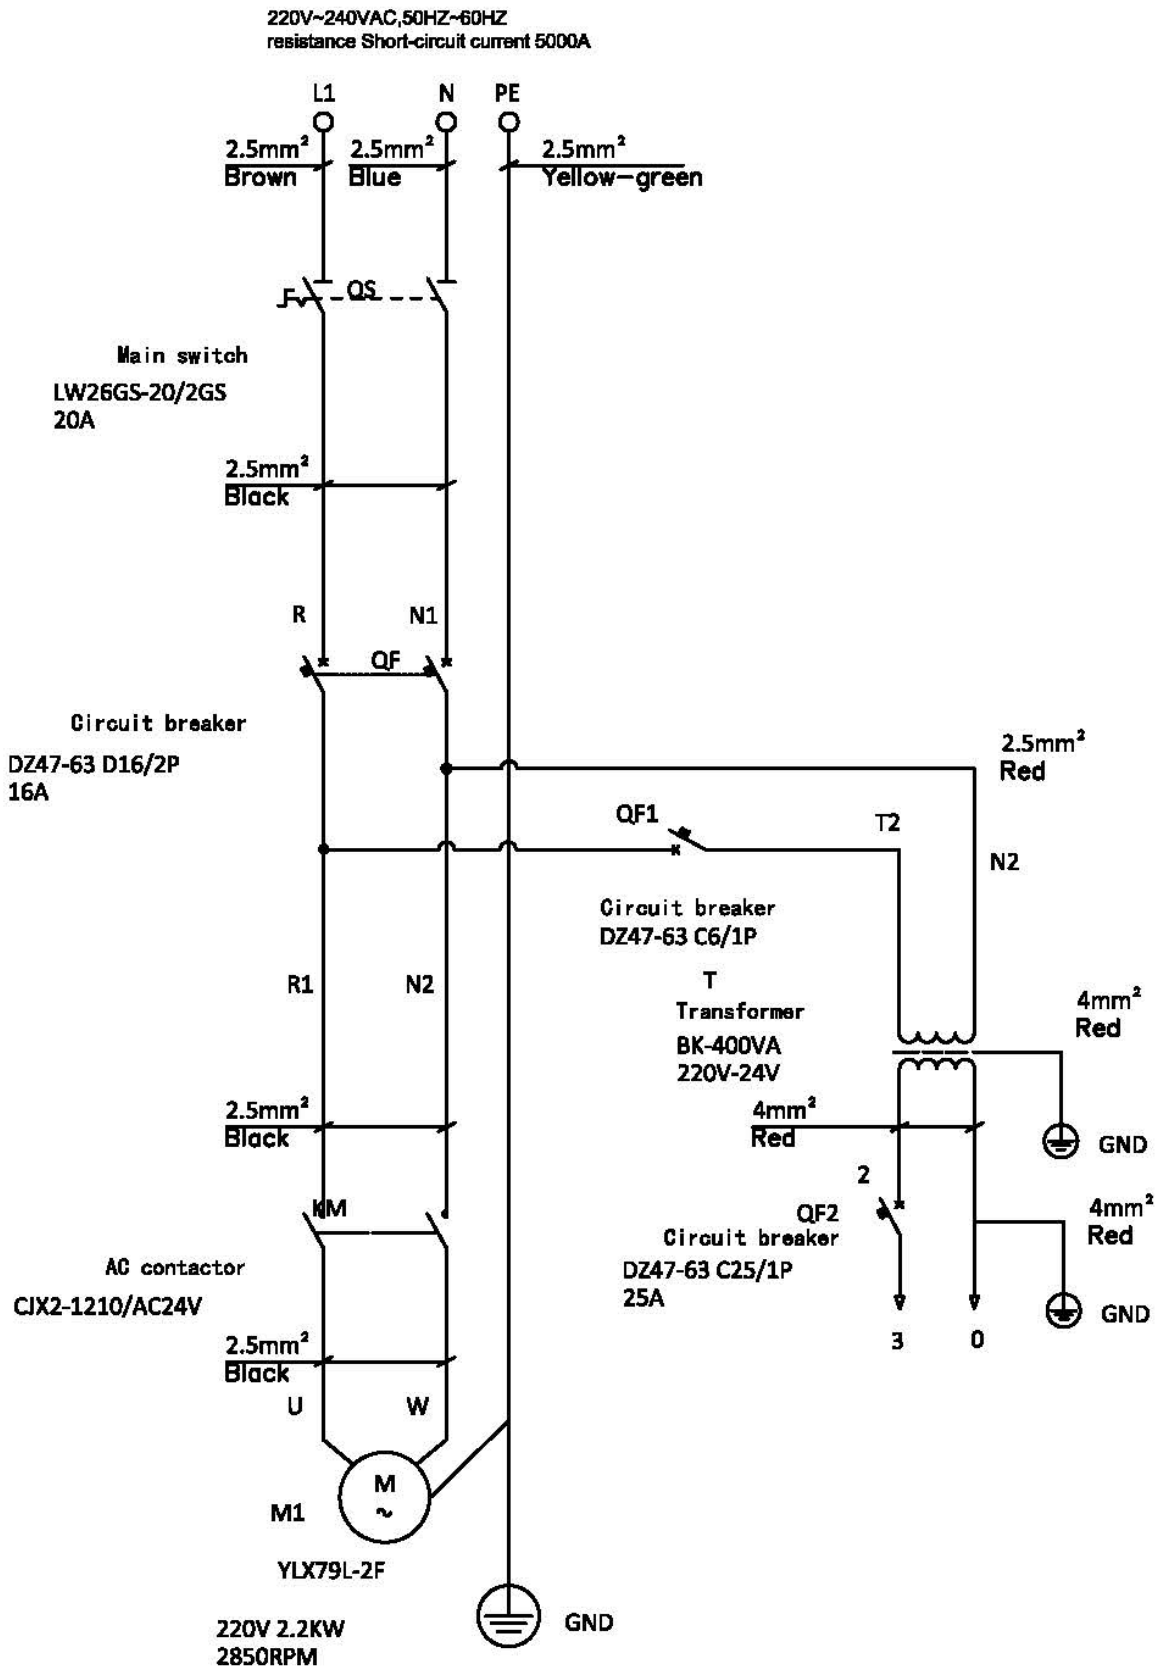 220V~240VAC,50HZ~60HZ
resistance Short-circuit current 5000A
L1 N PE
2.5mm² 2.5mm² 2.5mm²
Brown Blue Yellow-green
QS
Main switch
LW26GS-20/2GS
20A
2.5mm²
Black
R N1
QF
Circuit breaker
DZ47-63 D16/2P
16A
2.5mm²
Red
QF1 T2
N2
Circuit breaker
DZ47-63 C6/1P
R1 N2
T
Transformer
BK-400VA
220V-24V
4mm²
Red
2.5mm²
Black
4mm²
Red
GND
2
KM
QF2
Circuit breaker
DZ47-63 C25/1P
25A
4mm²
Red
AC contactor
CJX2-1210/AC24V
GND
3 0
2.5mm²
Black
U W
M
~
M1
YLX79L-2F
220V 2.2KW
2850RPM
GND